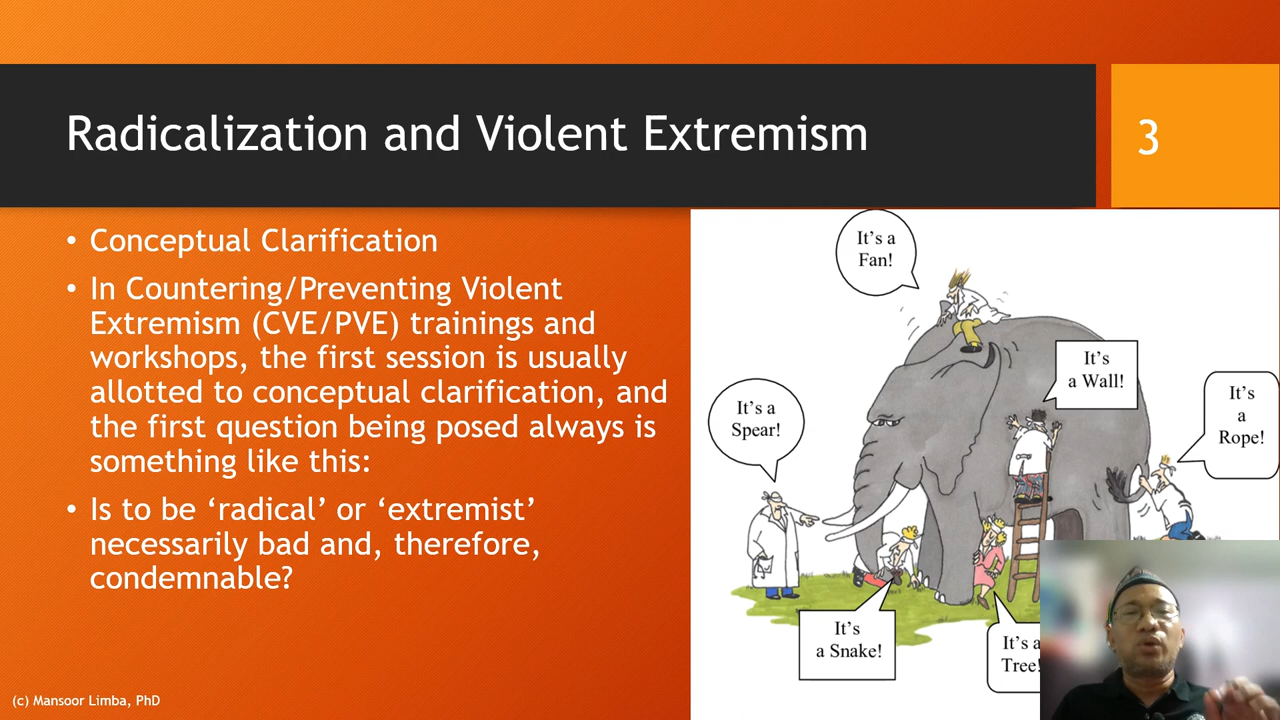 Radicalization and Violent Extremism
3
• Conceptual Clarification
• In Countering/Preventing Violent
Extremism (CVE/PVE) trainings and
workshops, the first session is usually
allotted to conceptual clarification, and
the first question being posed always is
something like this:
• Is to be ‘radical’ or ‘extremist’
necessarily bad and, therefore,
condemnable?
It's a
Fan!
It's
a Wall!
It's
a
Rope!
It's a
Spear!
It's
a Snake!
It's a
Tree!
(c) Mansoor Limba, PhD